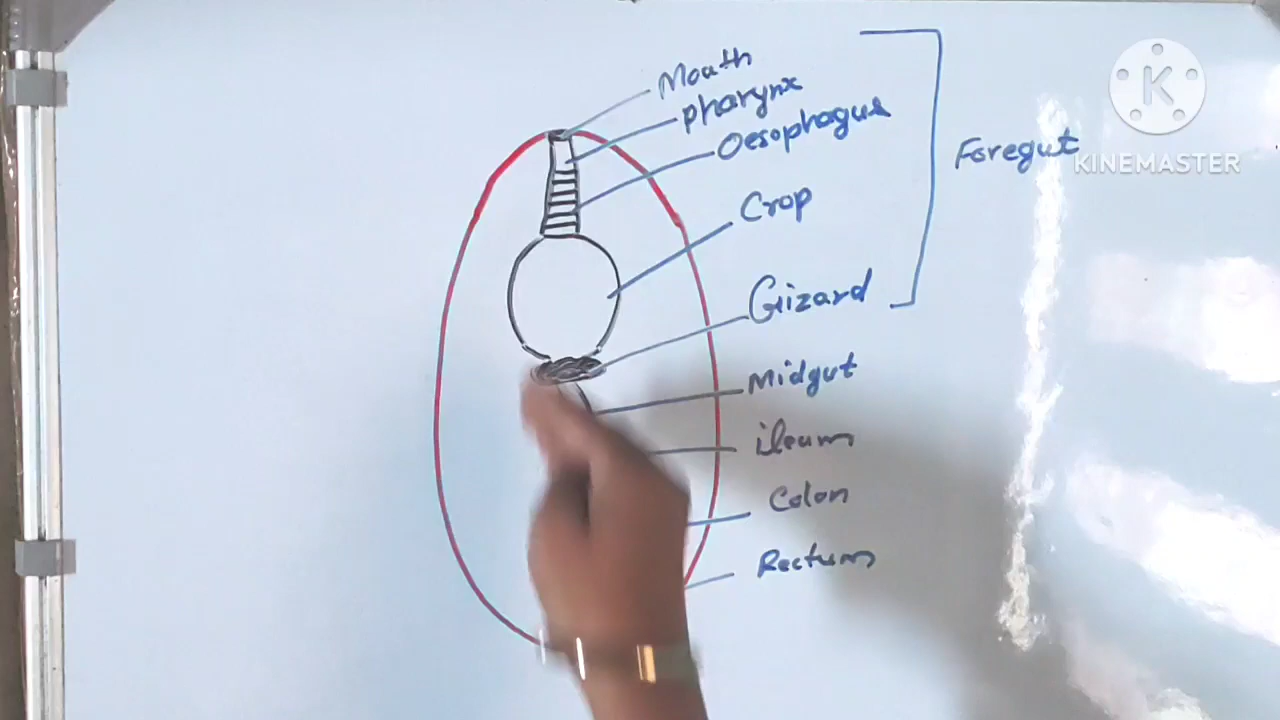 Mouth
pharynx
Oesophagus
Crop
Gizard
Foregut
Midgut
ileum
Colon
Rectum
K
KINEMASTER